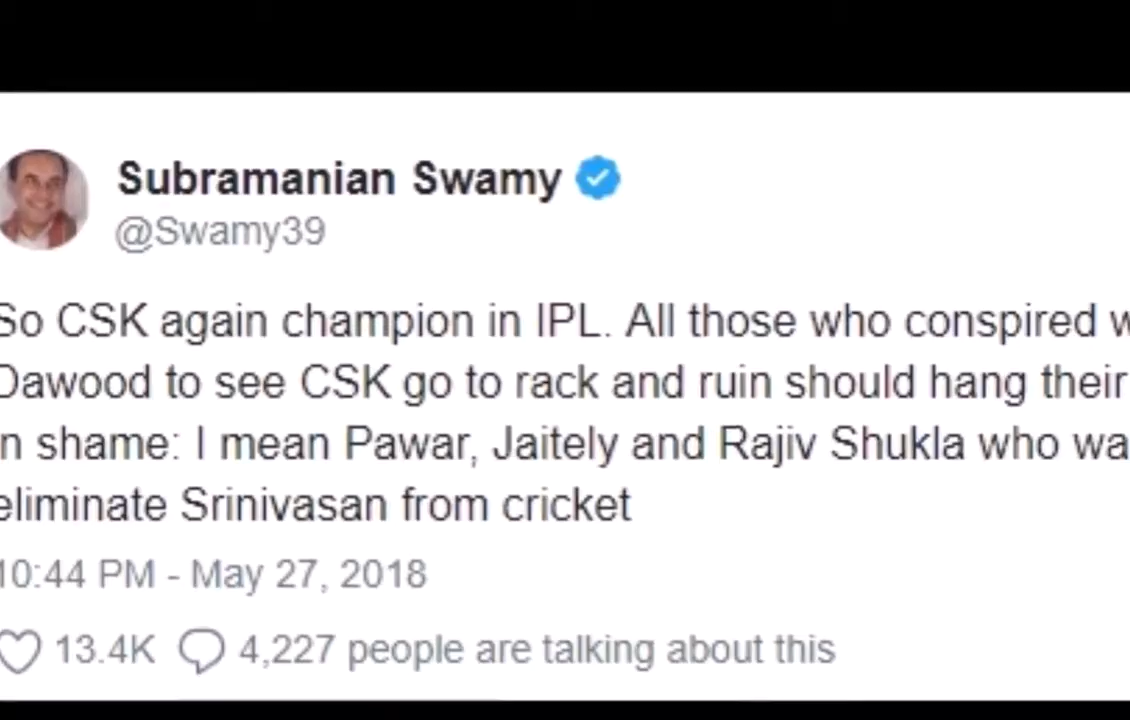 Subramanian Swamy
@Swamy39
So CSK again champion in IPL. All those who conspired w
Dawood to see CSK go to rack and ruin should hang their
in shame: I mean Pawar, Jaitely and Rajiv Shukla who wa
eliminate Srinivasan from cricket
10:44 PM - May 27, 2018
13.4K 4,227 people are talking about this